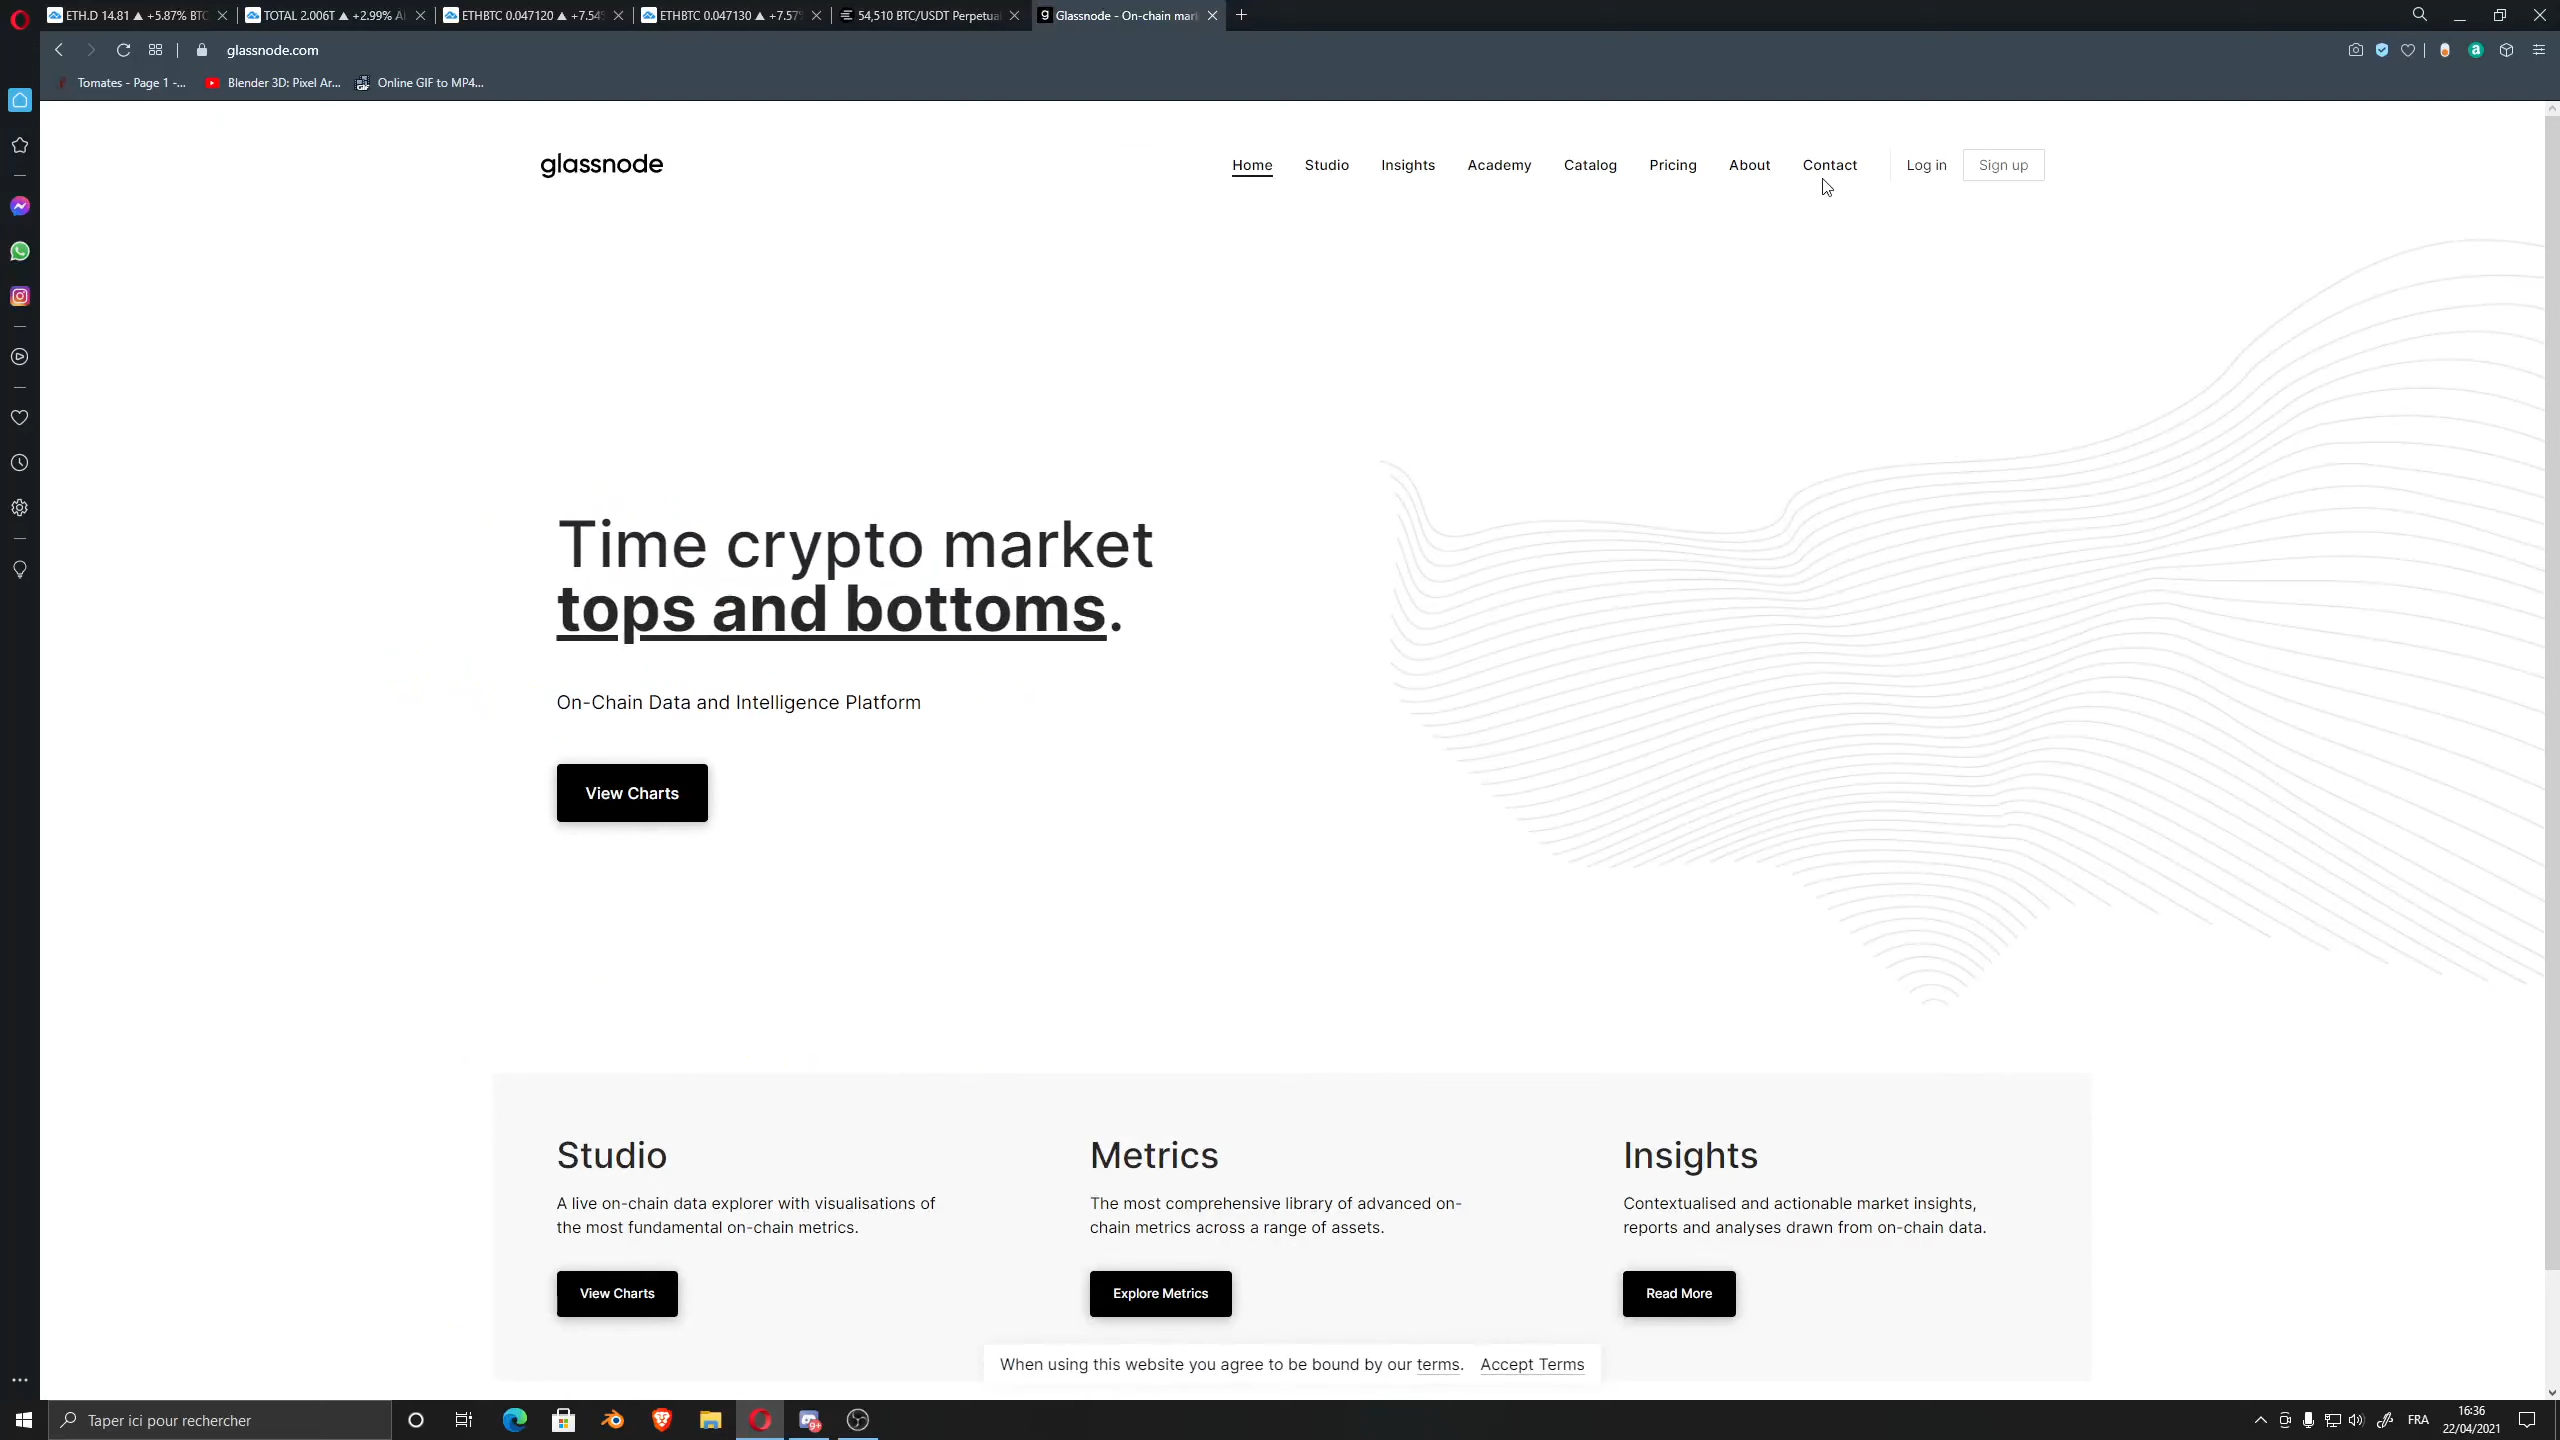 ETH.D 14.81 ▲ +5.87% BTC
TOTAL 2.006T ▲ +2.99%
ETHBTC 0.047120 ▲ +7.54%
ETHBTC 0.047130 ▲ +7.57%
54,510 BTC/USDT Perpetual
g Glassnode - On-chain mar
glassnode.com
Tomates - Page 1 -...
Blender 3D: Pixel Ar...
Online GIF to MP4...
glassnode
Home
Studio
Insights
Academy
Catalog
Pricing
About
Contact
Log in
Sign up
Time crypto market
tops and bottoms.
On-Chain Data and Intelligence Platform
View Charts
Studio
A live on-chain data explorer with visualisations of
the most fundamental on-chain metrics.
View Charts
Metrics
The most comprehensive library of advanced on-
chain metrics across a range of assets.
Explore Metrics
Insights
Contextualised and actionable market insights,
reports and analyses drawn from on-chain data.
Read More
When using this website you agree to be bound by our terms. Accept Terms
Taper ici pour rechercher
9+
FRA
16:36
22/04/2021